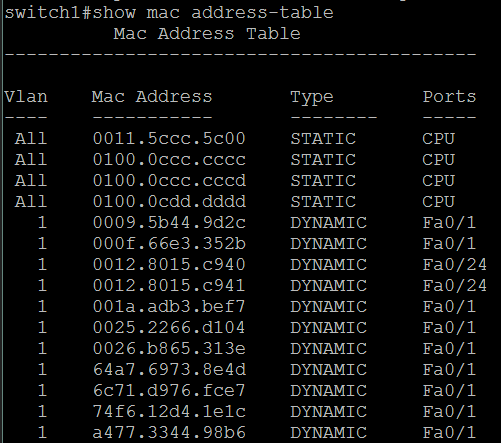 switch1#show mac address-table
Mac Address Table
-------------------------------------------
Vlan Mac Address Type Ports
---- ----------- -------- -----
All 0011.5ccc.5c00 STATIC CPU
All 0100.0ccc.cccc STATIC CPU
All 0100.0ccc.cccd STATIC CPU
All 0100.0cdd.dddd STATIC CPU
1 0009.5b44.9d2c DYNAMIC Fa0/1
1 000f.66e3.352b DYNAMIC Fa0/1
1 0012.8015.c940 DYNAMIC Fa0/24
1 0012.8015.c941 DYNAMIC Fa0/24
1 001a.adb3.bef7 DYNAMIC Fa0/1
1 0025.2266.d104 DYNAMIC Fa0/1
1 0026.b865.313e DYNAMIC Fa0/1
1 64a7.6973.8e4d DYNAMIC Fa0/1
1 6c71.d976.fce7 DYNAMIC Fa0/1
1 74f6.12d4.1e1c DYNAMIC Fa0/1
1 a477.3344.98b6 DYNAMIC Fa0/1